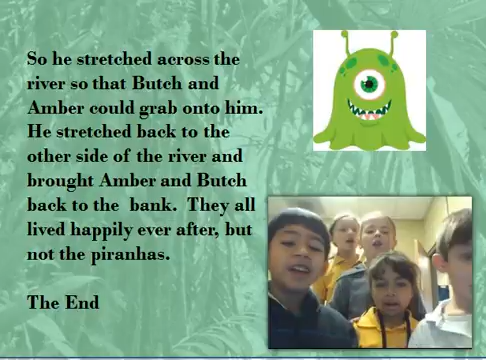 So he stretched across the
river so that Butch and
Amber could grab onto him.
He stretched back to the
other side of the river and
brought Amber and Butch
back to the  bank.  They all
lived happily ever after, but
not the piranhas.
The End